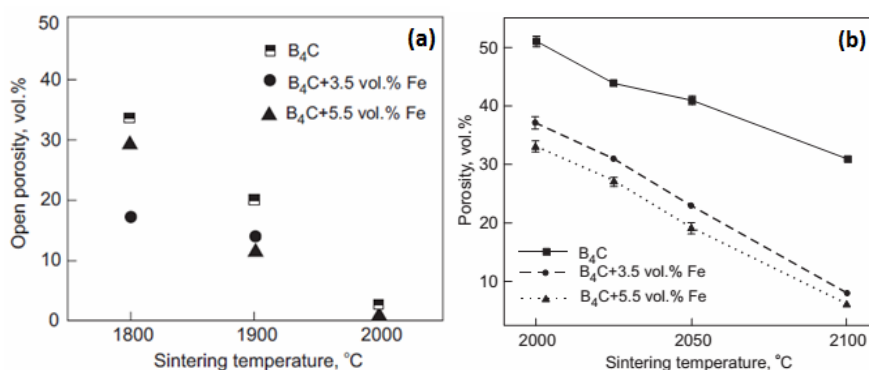 (a)
50
40
30
20
10
0
Open porosity, vol.%
B₄C
B₄C+3.5 vol.% Fe
B₄C+5.5 vol.% Fe
1800 1900 2000
Sintering temperature, °C
(b)
50
40
30
20
10
Porosity, vol.%
B₄C
B₄C+3.5 vol.% Fe
B₄C+5.5 vol.% Fe
2000 2050 2100
Sintering temperature, °C